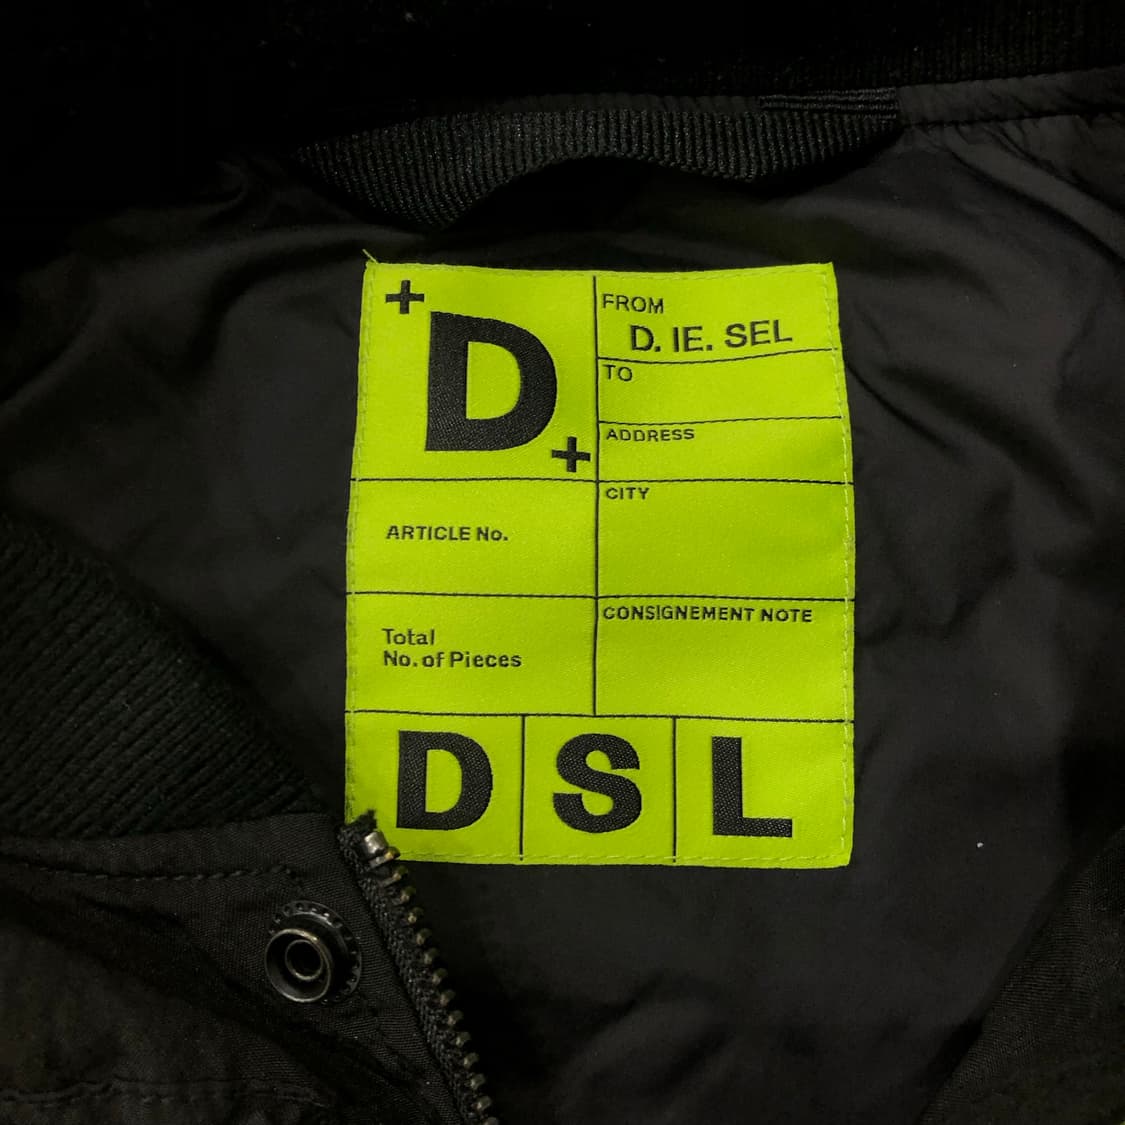 +D+
FROM
D. IE. SEL
TO
ADDRESS
CITY
ARTICLE No.
CONSIGNEMENT NOTE
Total
No. of Pieces
D S L